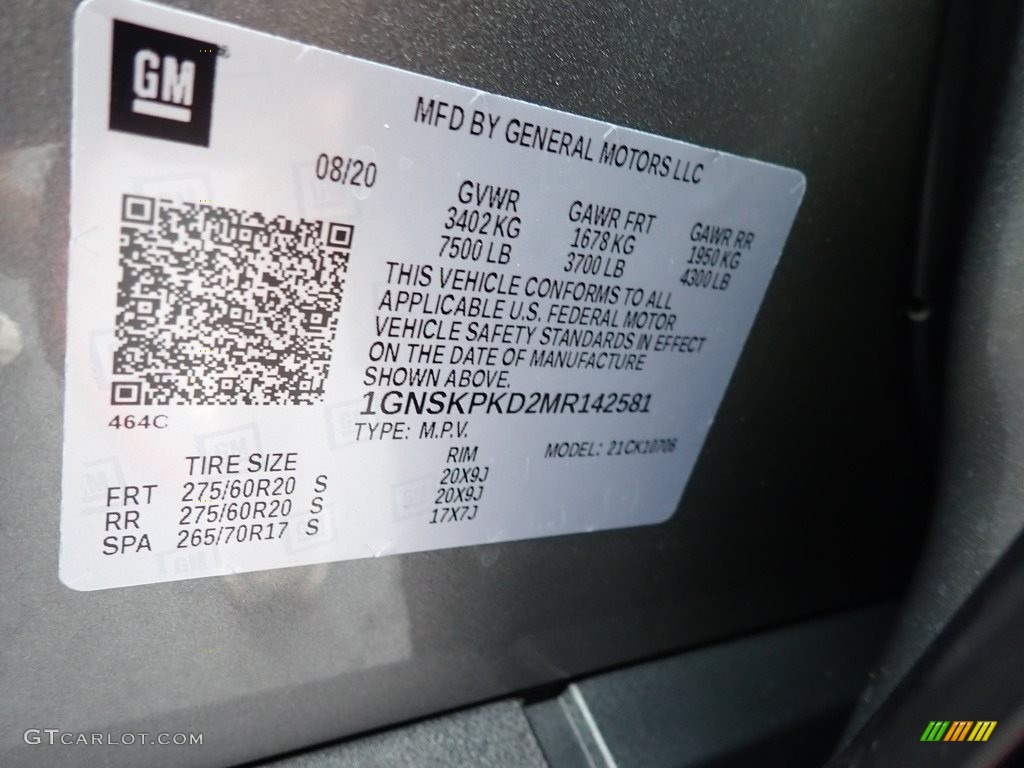 GM
MFD BY GENERAL MOTORS LLC
08/20
GVWR GAWR FRT GAWR RR
3402 KG 1678 KG 1950 KG
7500 LB 3700 LB 4300 LB
THIS VEHICLE CONFORMS TO ALL
APPLICABLE U.S. FEDERAL MOTOR
VEHICLE SAFETY STANDARDS IN EFFECT
ON THE DATE OF MANUFACTURE
SHOWN ABOVE.
1GNSKPKD2MR142581
464C
TYPE: M.P.V. MODEL: 21CK10706
TIRE SIZE RIM
FRT 275/60R20 S 20X9J
RR 275/60R20 S 20X9J
SPA 265/70R17 S 17X7J
GTCARLOT.COM